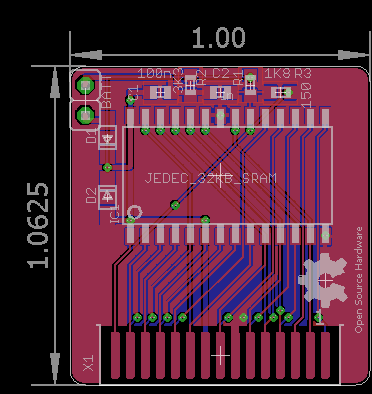 1.00
100n
3K3
R2
C2
R1
1K8
R3
150
BATT
C1
D1
JEDEC_32KB_SRAM
D2
IC1
1.0625
Open Source Hardware
X1